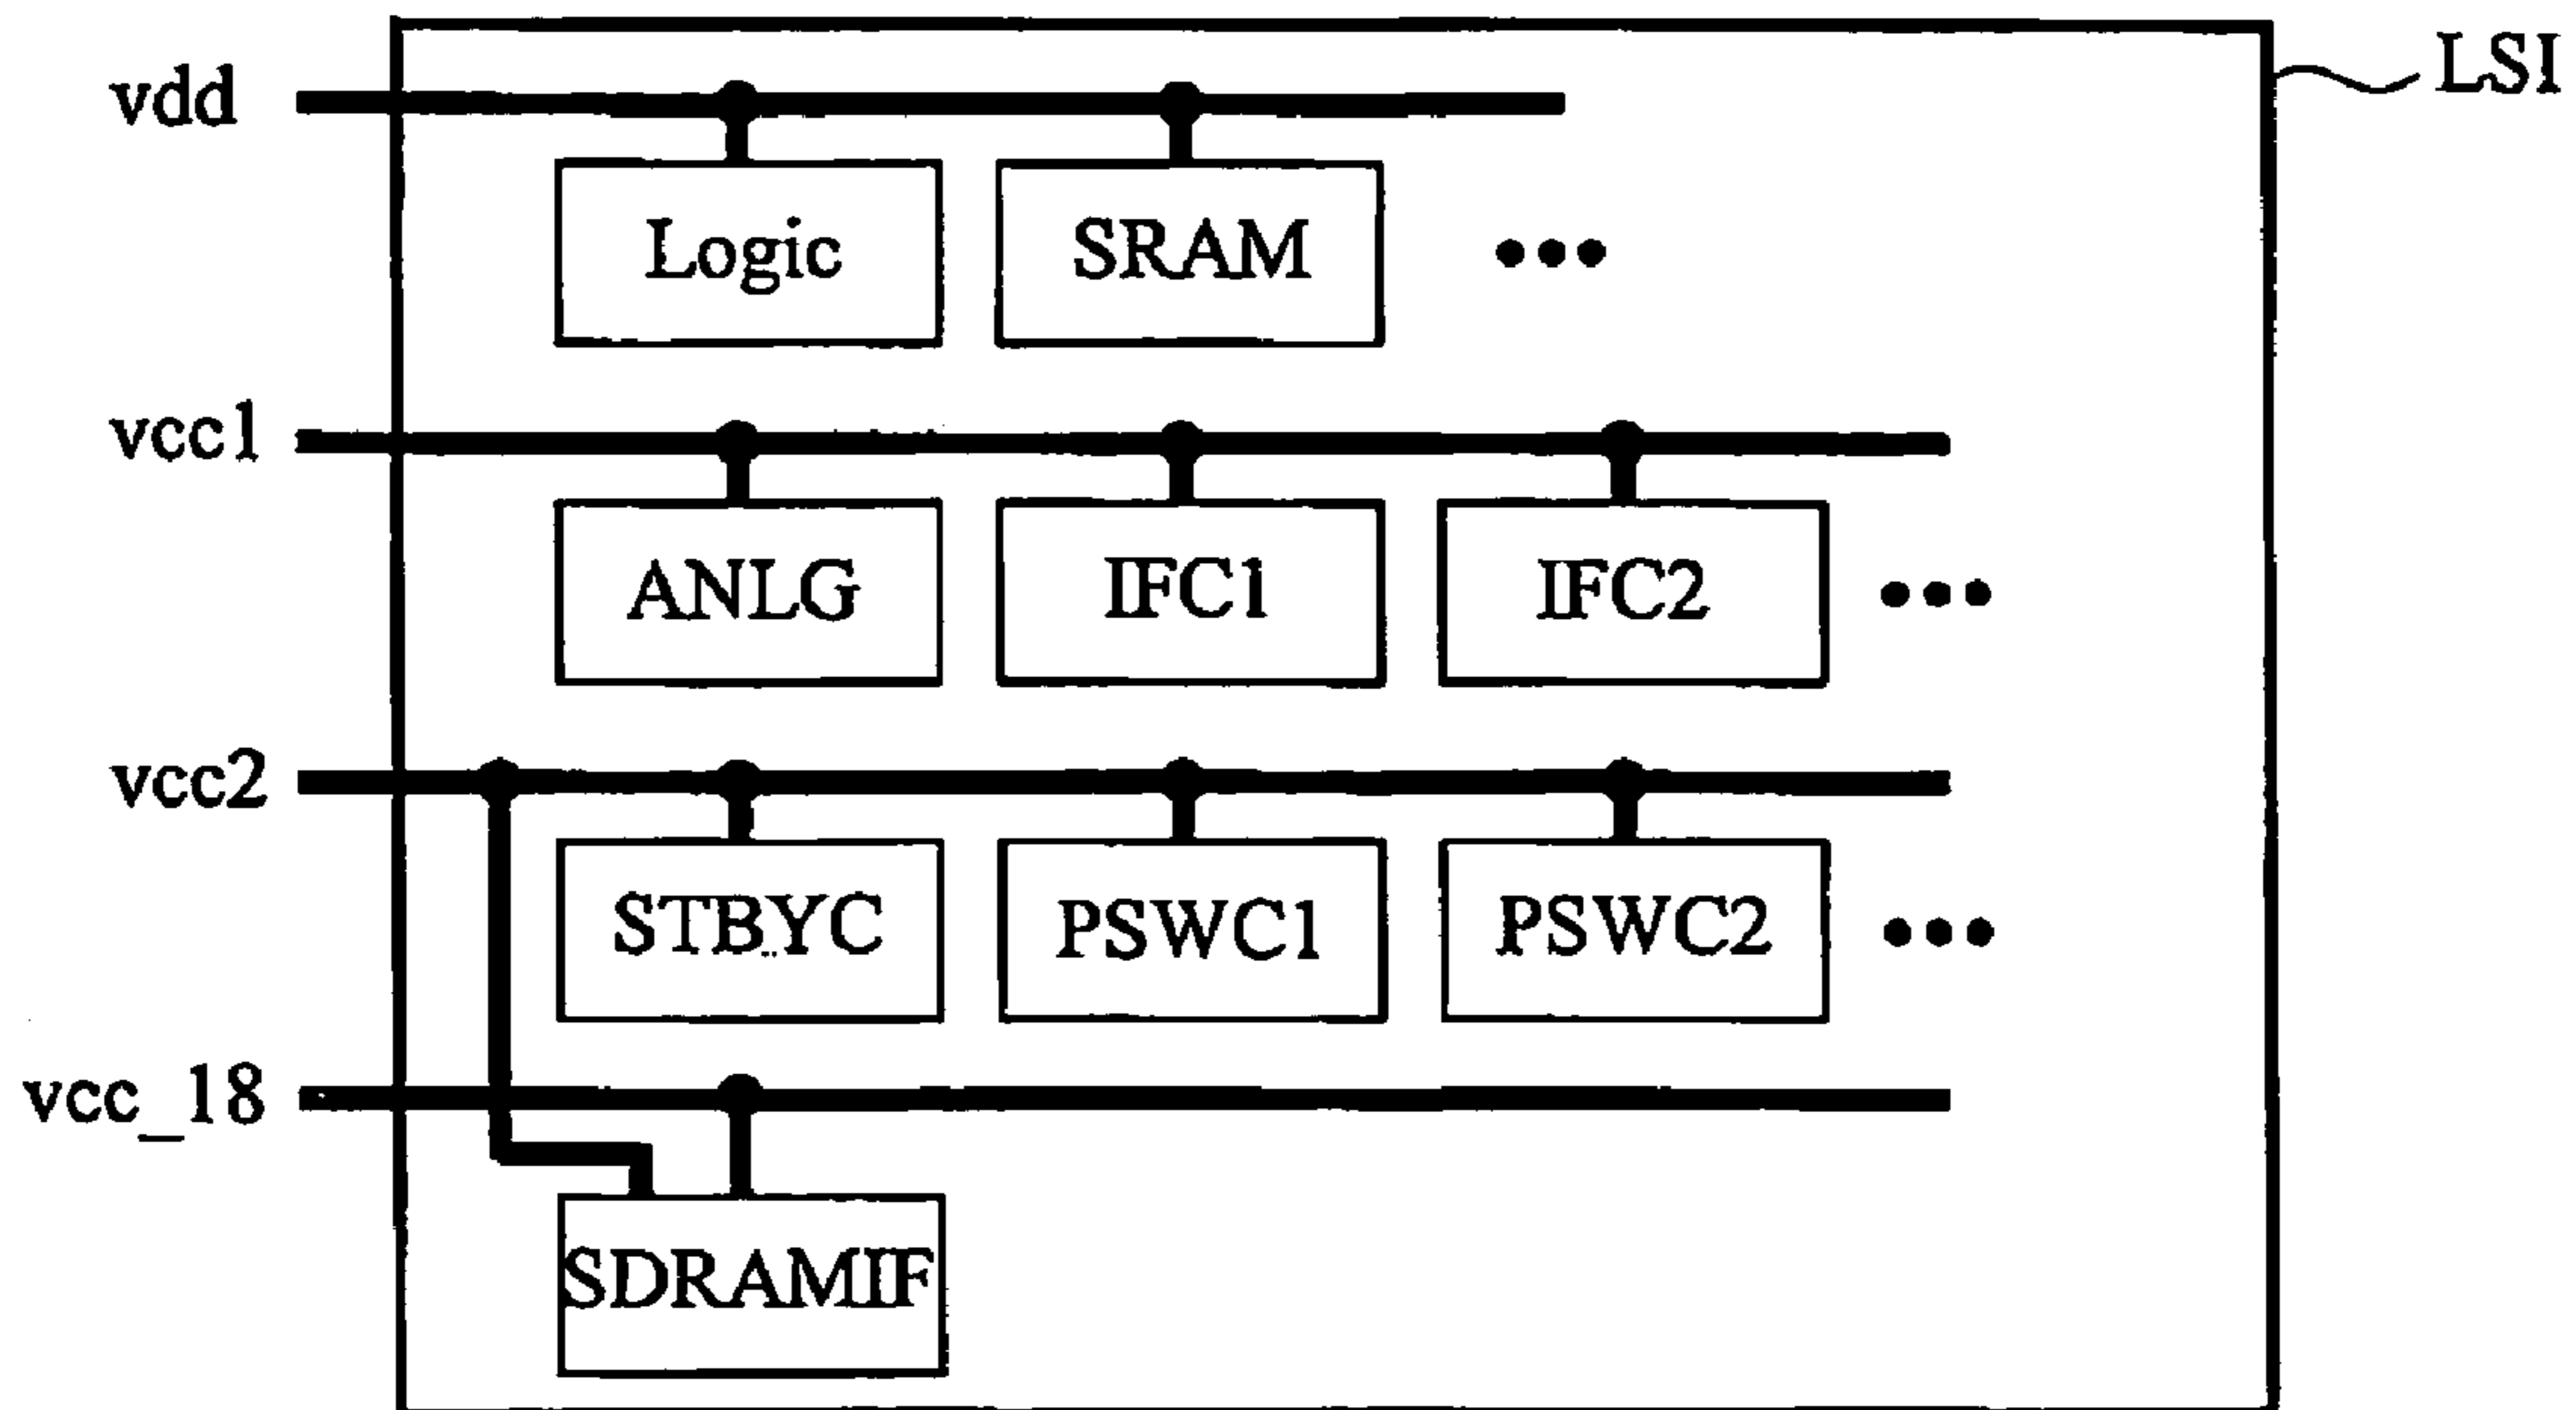 LSI
vdd
Logic SRAM •••
vcc1
ANLG IFC1 IFC2 •••
vcc2
STBYC PSWC1 PSWC2 •••
vcc_18
SDRAMIF